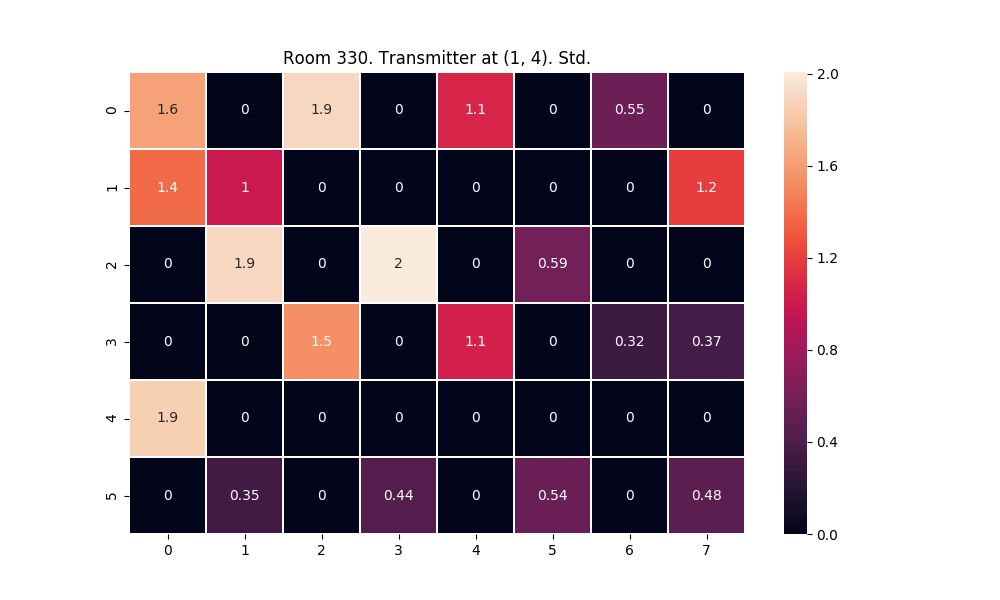 Room 330. Transmitter at (1, 4). Std.
0 1.6 0 1.9 0 1.1 0 0.55 0
1 1.4 1 0 0 0 0 0 1.2
2 0 1.9 0 2 0 0.59 0 0
3 0 0 1.5 0 1.1 0 0.32 0.37
4 1.9 0 0 0 0 0 0 0
5 0 0.35 0 0.44 0 0.54 0 0.48
0 1 2 3 4 5 6 7
2.0
1.6
1.2
0.8
0.4
0.0